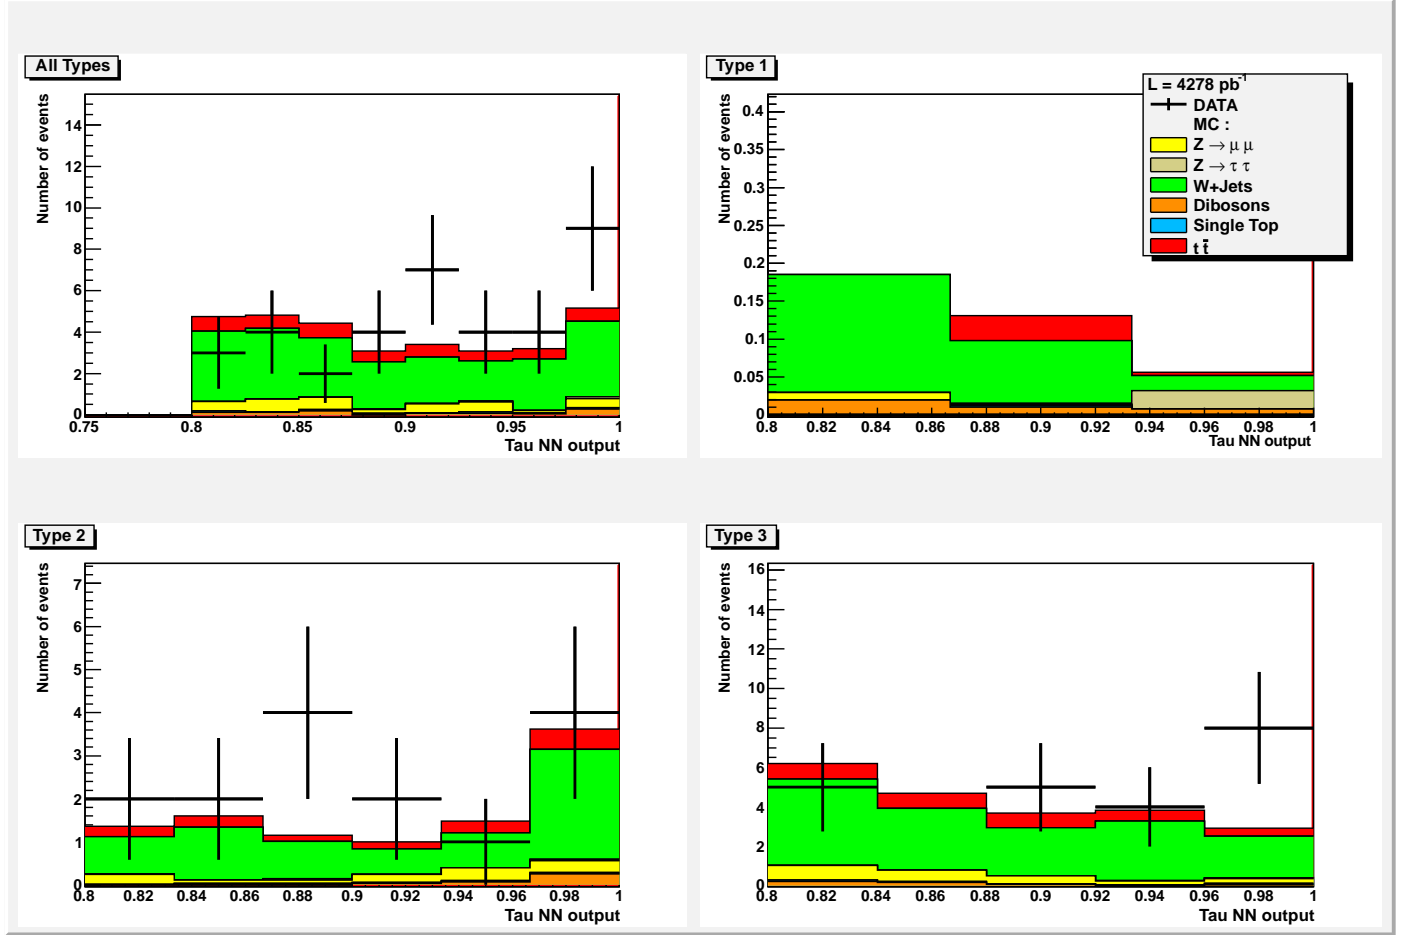 All Types
Number of events
14
12
10
8
6
4
2
0
0.75 0.8 0.85 0.9 0.95 1
Tau NN output
Type 1
Number of events
0.4
0.35
0.3
0.25
0.2
0.15
0.1
0.05
0
0.8 0.82 0.84 0.86 0.88 0.9 0.92 0.94 0.96 0.98 1
Tau NN output
L = 4278 pb⁻¹
DATA
MC :
Z → μ μ
Z → τ τ
W+Jets
Dibosons
Single Top
t t̄
Type 2
Number of events
7
6
5
4
3
2
1
0
0.8 0.82 0.84 0.86 0.88 0.9 0.92 0.94 0.96 0.98 1
Tau NN output
Type 3
Number of events
16
14
12
10
8
6
4
2
0
0.8 0.82 0.84 0.86 0.88 0.9 0.92 0.94 0.96 0.98 1
Tau NN output